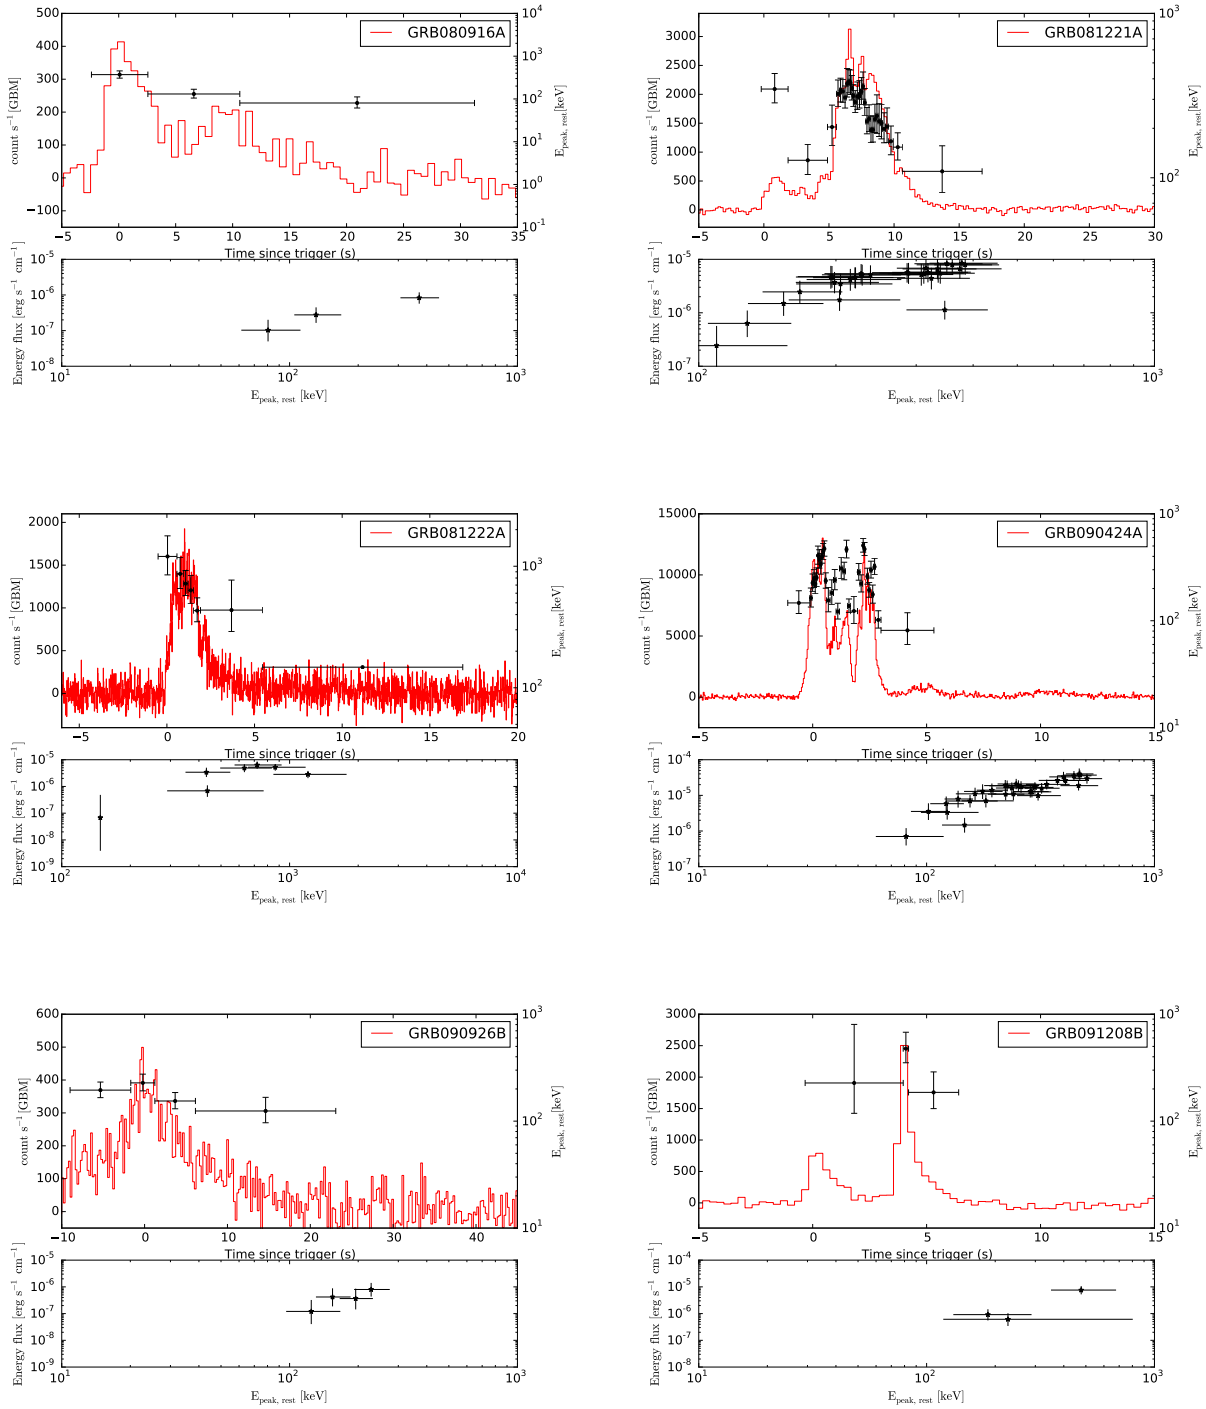 GRB080916A
count s⁻¹ [GBM]
500
400
300
200
100
0
−100
10⁴
10³
10²
10¹
10⁰
10⁻¹
E_peak, rest[keV]
−5 0 5 10 15 20 25 30 35
Time since trigger (s)
Energy flux [erg s⁻¹ cm⁻¹]
10⁻⁵
10⁻⁶
10⁻⁷
10⁻⁸
10¹ 10² 10³
E_peak, rest [keV]
GRB081221A
count s⁻¹ [GBM]
3000
2500
2000
1500
1000
500
0
10³
10²
E_peak, rest[keV]
−5 0 5 10 15 20 25 30
Time since trigger (s)
Energy flux [erg s⁻¹ cm⁻¹]
10⁻⁵
10⁻⁶
10⁻⁷
10² 10³
E_peak, rest [keV]
GRB081222A
count s⁻¹ [GBM]
2000
1500
1000
500
0
10³
10²
E_peak, rest[keV]
−5 0 5 10 15 20
Time since trigger (s)
Energy flux [erg s⁻¹ cm⁻¹]
10⁻⁵
10⁻⁶
10⁻⁷
10⁻⁸
10⁻⁹
10² 10³ 10⁴
E_peak, rest [keV]
GRB090424A
count s⁻¹ [GBM]
15000
10000
5000
0
10³
10²
10¹
E_peak, rest[keV]
−5 0 5 10 15
Time since trigger (s)
Energy flux [erg s⁻¹ cm⁻¹]
10⁻⁴
10⁻⁵
10⁻⁶
10⁻⁷
10¹ 10² 10³
E_peak, rest [keV]
GRB090926B
count s⁻¹ [GBM]
600
500
400
300
200
100
0
10³
10²
10¹
E_peak, rest[keV]
−10 0 10 20 30 40
Time since trigger (s)
Energy flux [erg s⁻¹ cm⁻¹]
10⁻⁵
10⁻⁶
10⁻⁷
10⁻⁸
10⁻⁹
10¹ 10² 10³
E_peak, rest [keV]
GRB091208B
count s⁻¹ [GBM]
3000
2500
2000
1500
3000
500
0
10³
10²
10¹
E_peak, rest[keV]
−5 0 5 10 15
Time since trigger (s)
Energy flux [erg s⁻¹ cm⁻¹]
10⁻⁴
10⁻⁵
10⁻⁶
10⁻⁷
10⁻⁸
10¹ 10² 10³
E_peak, rest [keV]